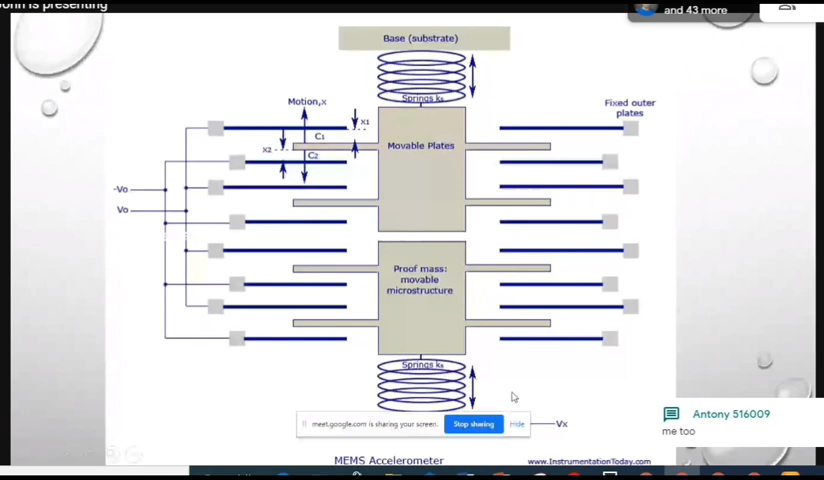 John is presenting
and 43 more
Base (substrate)
Springs kₛ
Motion,x
Fixed outer
plates
X1
C₁
Movable Plates
X2
C₂
-Vo
Vo
Proof mass:
movable
microstructure
Springs kₛ
meet.google.com is sharing your screen.
Stop sharing
Hide
Vx
Antony 516009
me too
MEMS Accelerometer
www.InstrumentationToday.com